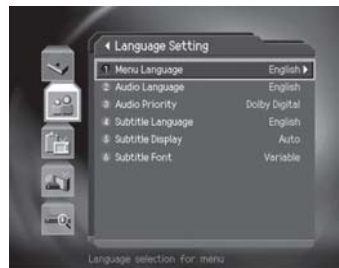 Language Setting
1 Menu Language English
2 Audio Language English
3 Audio Priority Dolby Digital
4 Subtitle Language English
5 Subtitle Display Auto
6 Subtitle Font Variable
Language selection for menu